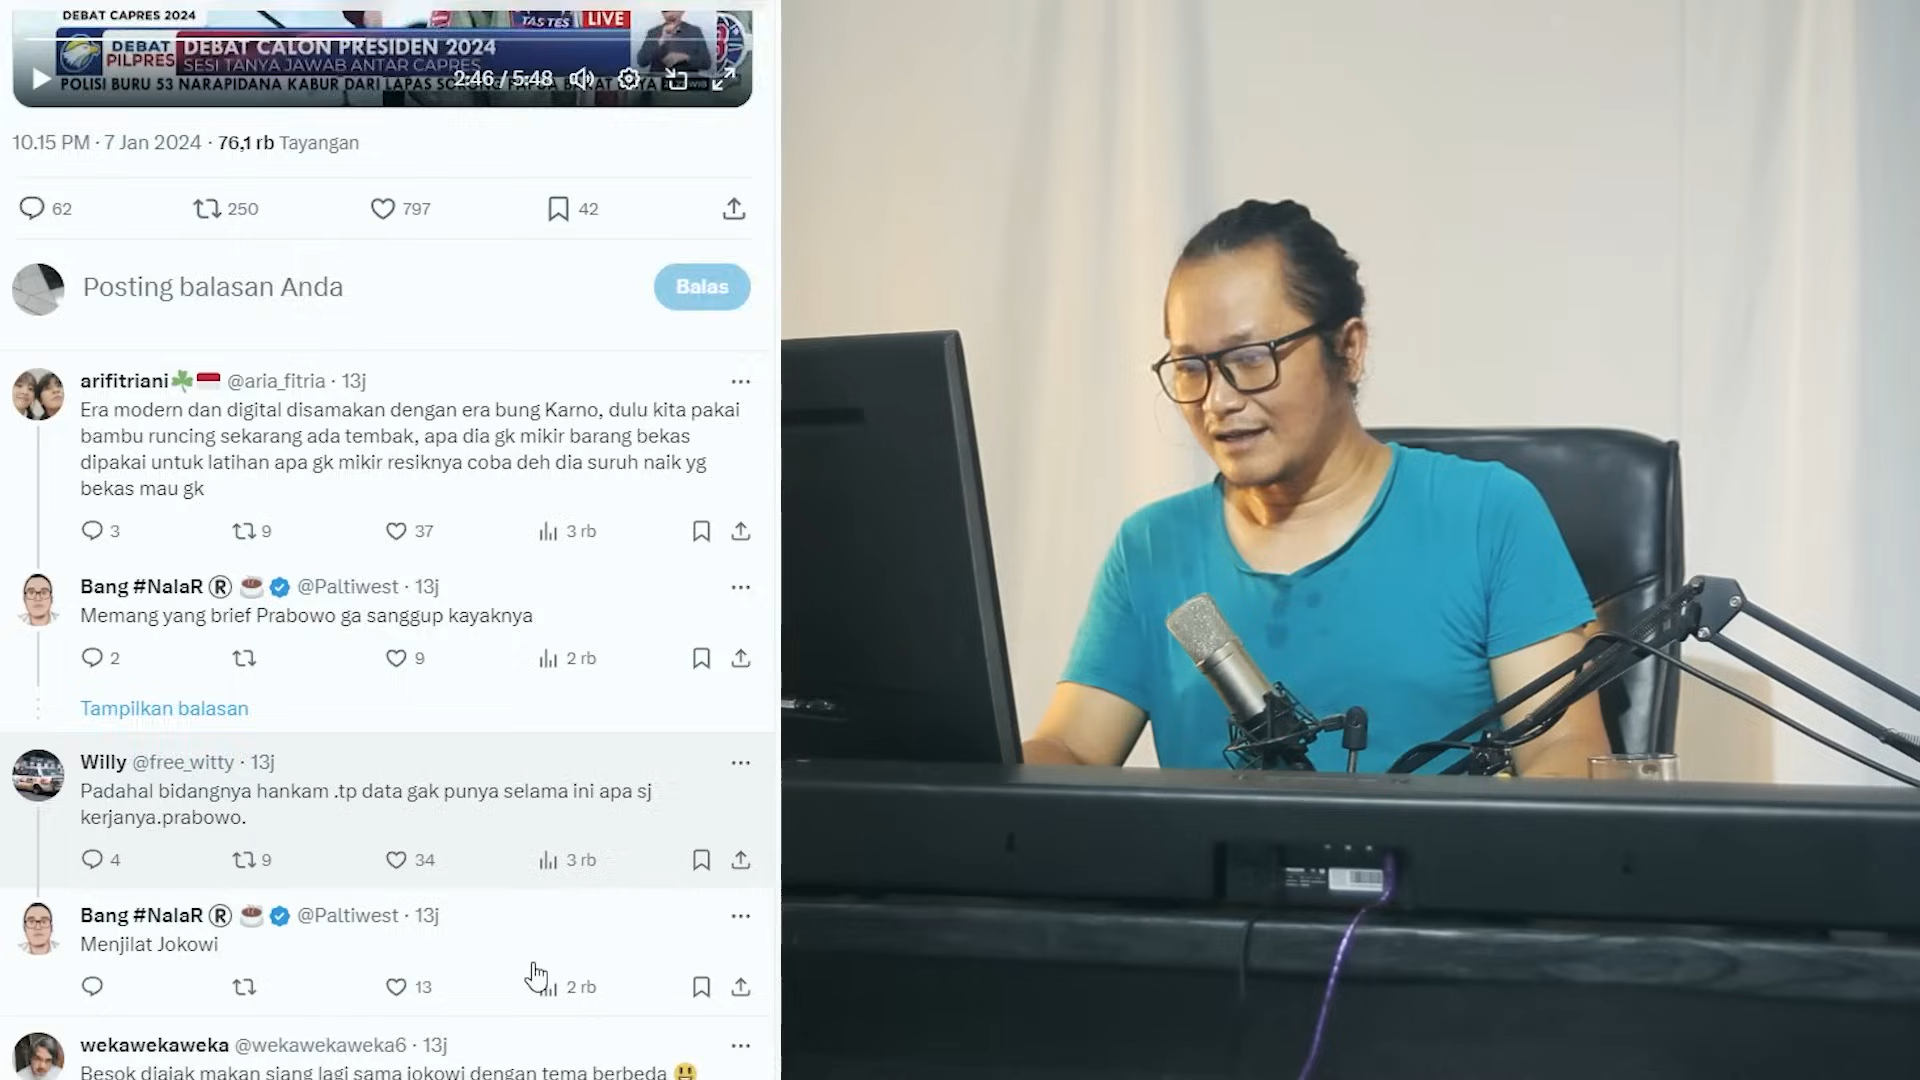 DEBAT CAPRES 2024
LIVE
DEBAT PILPRES
DEBAT CALON PRESIDEN 2024
SESI TANYA JAWAB ANTAR CAPRES
2:46 / 5:48
POLISI BURU 53 NARAPIDANA KABUR DARI LAPAS
10.15 PM · 7 Jan 2024 · 76,1 rb Tayangan
62 250 797 42
Posting balasan Anda
Balas
arifitriani☘️🇮🇩 @aria_fitria · 13j
Era modern dan digital disamakan dengan era bung Karno, dulu kita pakai
bambu runcing sekarang ada tembak, apa dia gk mikir barang bekas
dipakai untuk latihan apa gk mikir resiknya coba deh dia suruh naik yg
bekas mau gk
3 9 37 3 rb
Bang #NalaR ® ☕ @Paltiwest · 13j
Memang yang brief Prabowo ga sanggup kayaknya
2 9 2 rb
Tampilkan balasan
Willy @free_witty · 13j
Padahal bidangnya hankam .tp data gak punya selama ini apa sj
kerjanya.prabowo.
4 9 34 3 rb
Bang #NalaR ® ☕ @Paltiwest · 13j
Menjilat Jokowi
13 2 rb
wekawekaweka @wekawekaweka6 · 13j
Besok diajak makan siang lagi sama jokowi dengan tema berbeda 😃